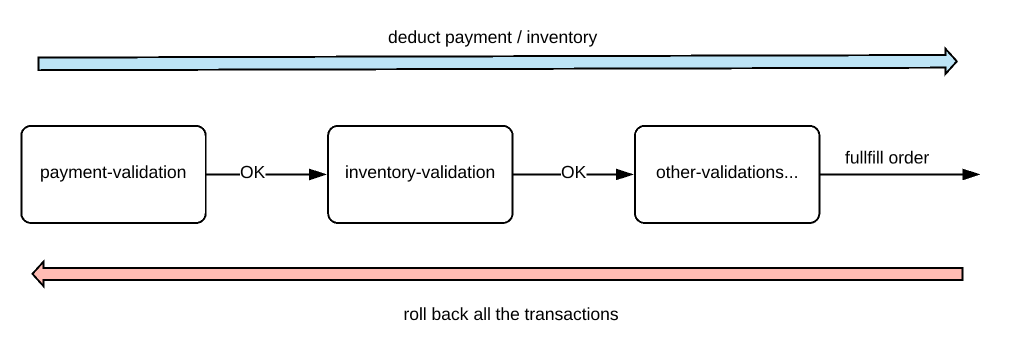 deduct payment / inventory
payment-validation
OK
inventory-validation
OK
other-validations...
fullfill order
roll back all the transactions